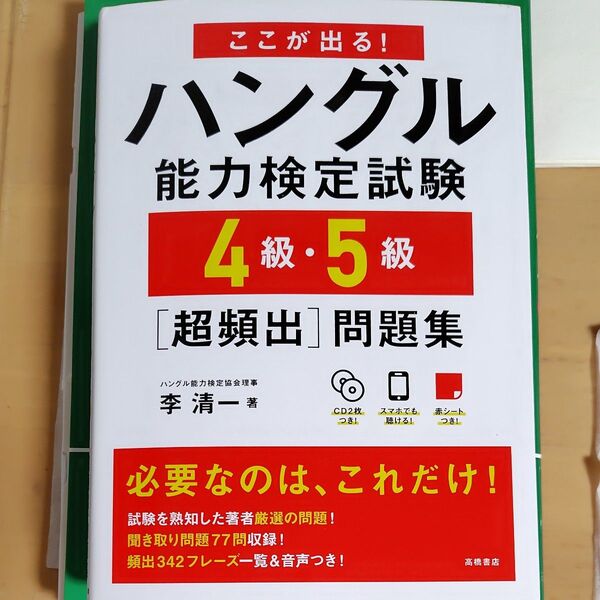 ここが出る!
ハングル
能力検定試験
4級・5級
[超頻出]問題集
ハングル能力検定協会理事
李 清一 著
CD2枚
つき!
スマホでも
聴ける!
赤シート
つき!
必要なのは、これだけ!
試験を熟知した著者厳選の問題!
聞き取り問題77問収録!
頻出342フレーズ一覧&音声つき!
高橋書店